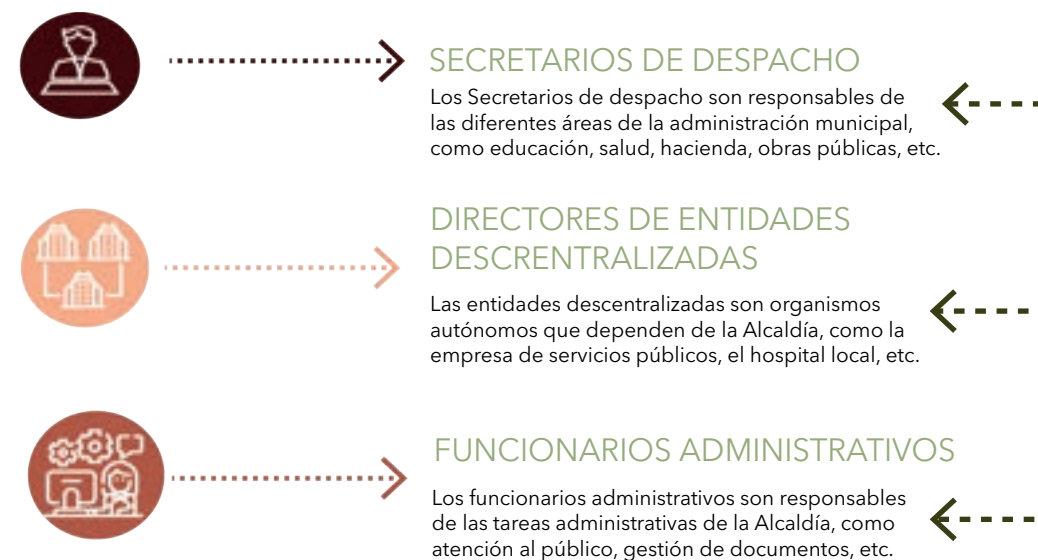 SECRETARIOS DE DESPACHO
Los Secretarios de despacho son responsables de
las diferentes áreas de la administración municipal,
como educación, salud, hacienda, obras públicas, etc.
DIRECTORES DE ENTIDADES
DESCRENTRALIZADAS
Las entidades descentralizadas son organismos
autónomos que dependen de la Alcaldía, como la
empresa de servicios públicos, el hospital local, etc.
FUNCIONARIOS ADMINISTRATIVOS
Los funcionarios administrativos son responsables
de las tareas administrativas de la Alcaldía, como
atención al público, gestión de documentos, etc.